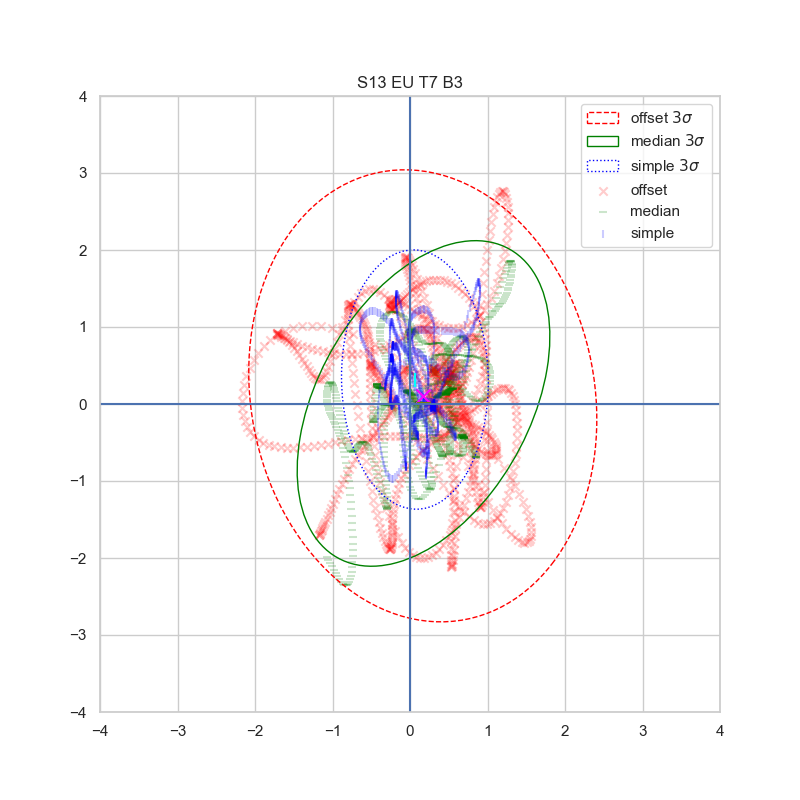 S13 EU T7 B3
offset 3σ
median 3σ
simple 3σ
offset
median
simple
4
3
2
1
0
−1
−2
−3
−4
−4 −3 −2 −1 0 1 2 3 4